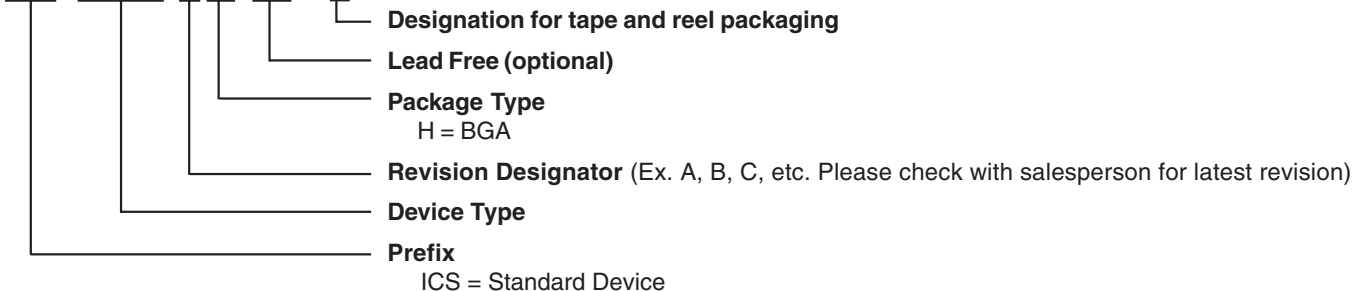 Designation for tape and reel packaging
Lead Free (optional)
Package Type
H = BGA
Revision Designator (Ex. A, B, C, etc. Please check with salesperson for latest revision)
Device Type
Prefix
ICS = Standard Device